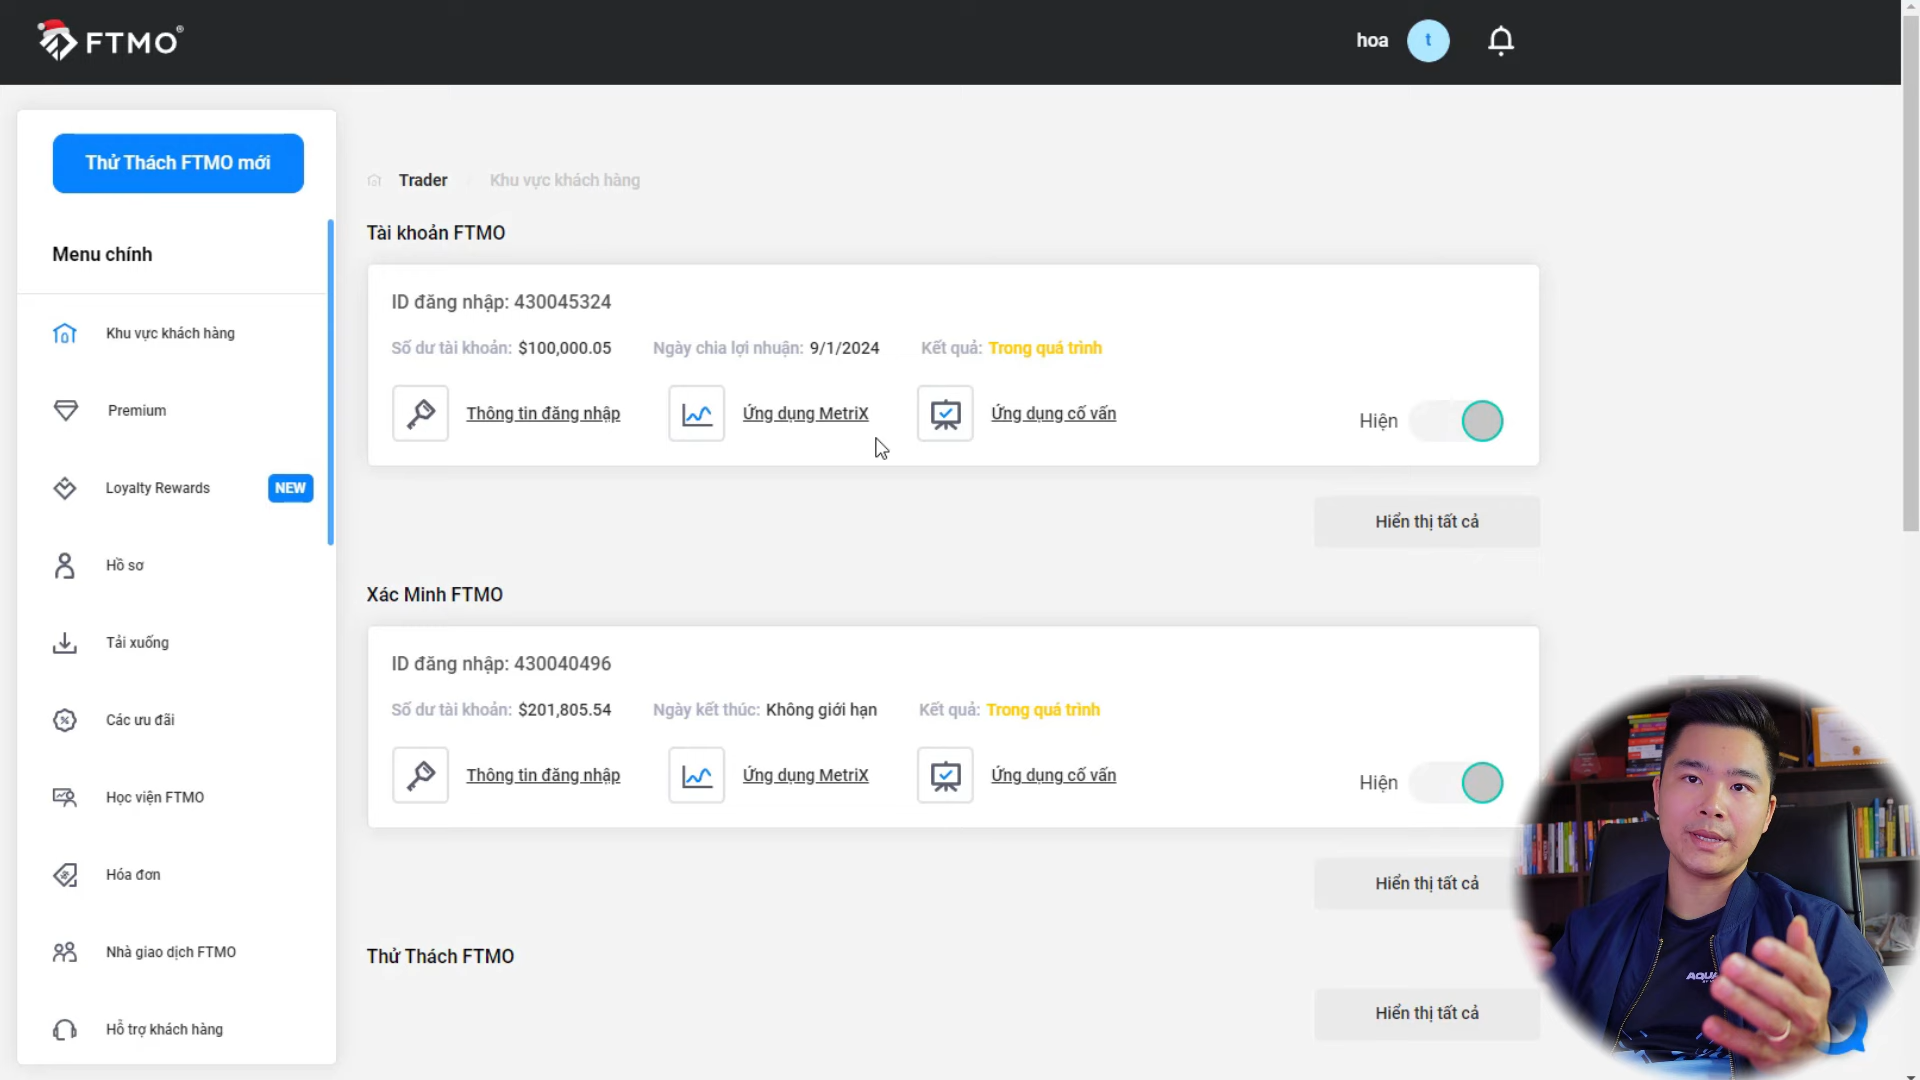 FTMO®
hoa
t
Thử Thách FTMO mới
Menu chính
Khu vực khách hàng
Premium
Loyalty Rewards NEW
Hồ sơ
Tải xuống
Các ưu đãi
Học viện FTMO
Hóa đơn
Nhà giao dịch FTMO
Hỗ trợ khách hàng
Trader Khu vực khách hàng
Tài khoản FTMO
ID đăng nhập: 430045324
Số dư tài khoản: $100,000.05 Ngày chia lợi nhuận: 9/1/2024 Kết quả: Trong quá trình
Thông tin đăng nhập Ứng dụng MetriX Ứng dụng cố vấn Hiện
Hiển thị tất cả
Xác Minh FTMO
ID đăng nhập: 430040496
Số dư tài khoản: $201,805.54 Ngày kết thúc: Không giới hạn Kết quả: Trong quá trình
Thông tin đăng nhập Ứng dụng MetriX Ứng dụng cố vấn Hiện
Hiển thị tất cả
Thử Thách FTMO
Hiển thị tất cả